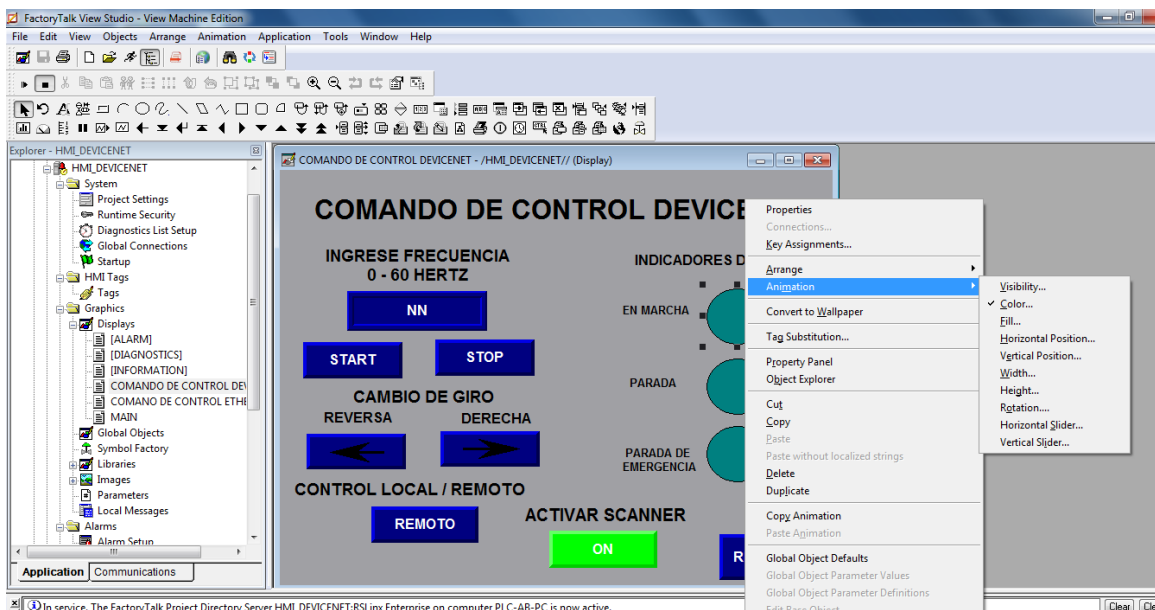 FactoryTalk View Studio - View Machine Edition
File Edit View Objects Arrange Animation Application Tools Window Help
Explorer - HMI_DEVICENET
HMI_DEVICENET
System
Project Settings
Runtime Security
Diagnostics List Setup
Global Connections
Startup
HMI Tags
Tags
Graphics
Displays
[ALARM]
[DIAGNOSTICS]
[INFORMATION]
COMANDO DE CONTROL DEV
COMANO DE CONTROL ETHE
MAIN
Global Objects
Symbol Factory
Libraries
Images
Parameters
Local Messages
Alarms
Alarm Setup
Application Communications
COMANDO DE CONTROL DEVICENET - /HMI_DEVICENET// (Display)
COMANDO DE CONTROL DEVICE
INGRESE FRECUENCIA
0 - 60 HERTZ
NN
START STOP
CAMBIO DE GIRO
REVERSA DERECHA
CONTROL LOCAL / REMOTO
REMOTO
ACTIVAR SCANNER
ON
INDICADORES D
EN MARCHA
PARADA
PARADA DE
EMERGENCIA
R
Properties
Connections...
Key Assignments...
Arrange
Animation
Convert to Wallpaper
Tag Substitution...
Property Panel
Object Explorer
Cut
Copy
Paste
Paste without localized strings
Delete
Duplicate
Copy Animation
Paste Animation
Global Object Defaults
Global Object Parameter Values
Global Object Parameter Definitions
Edit Base Object
Visibility...
Color...
Fill...
Horizontal Position...
Vertical Position...
Width...
Height...
Rotation....
Horizontal Slider...
Vertical Slider...
In service. The FactoryTalk Project Directory Server HMI_DEVICENET:RSLinx Enterprise on computer PLC-AB-PC is now active.
Clear